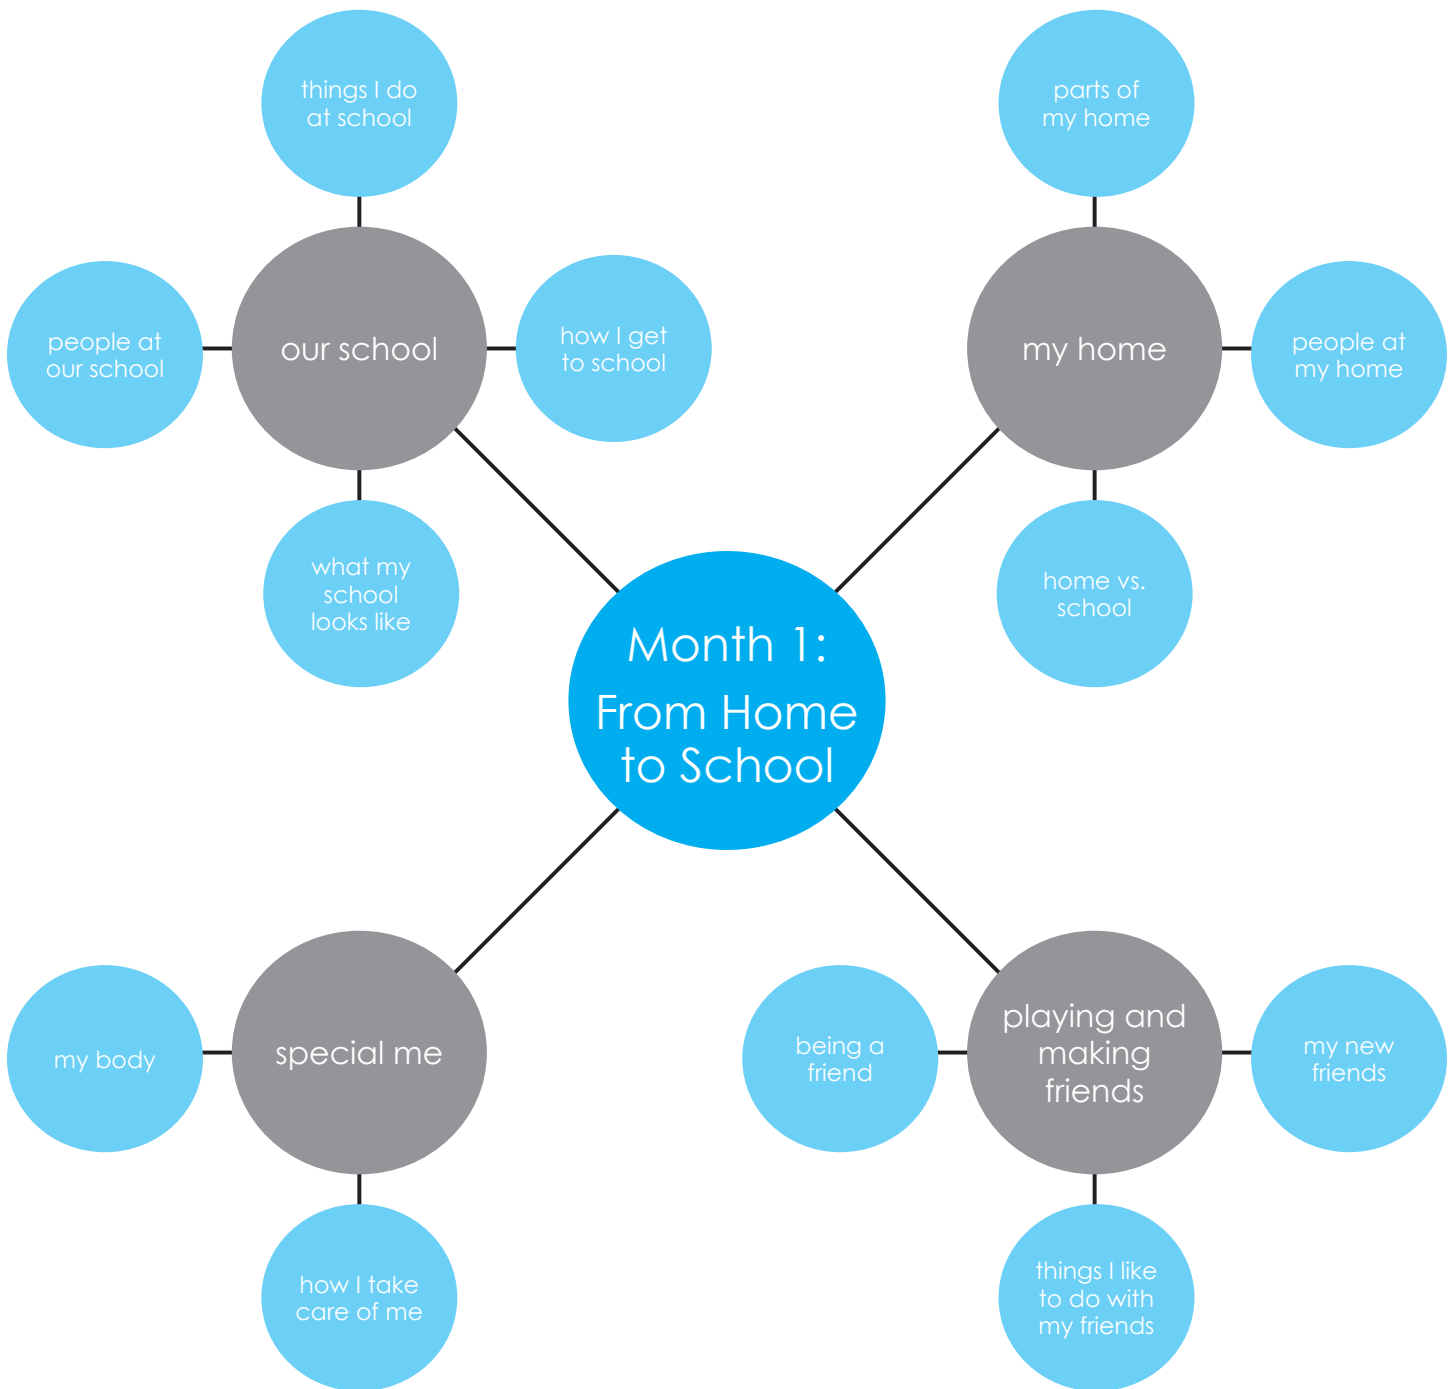 things I do
at school
people at
our school
our school
how I get
to school
what my
school
looks like
parts of
my home
my home
people at
my home
home vs.
school
Month 1:
From Home
to School
my body
special me
how I take
care of me
being a
friend
playing and
making
friends
my new
friends
things I like
to do with
my friends